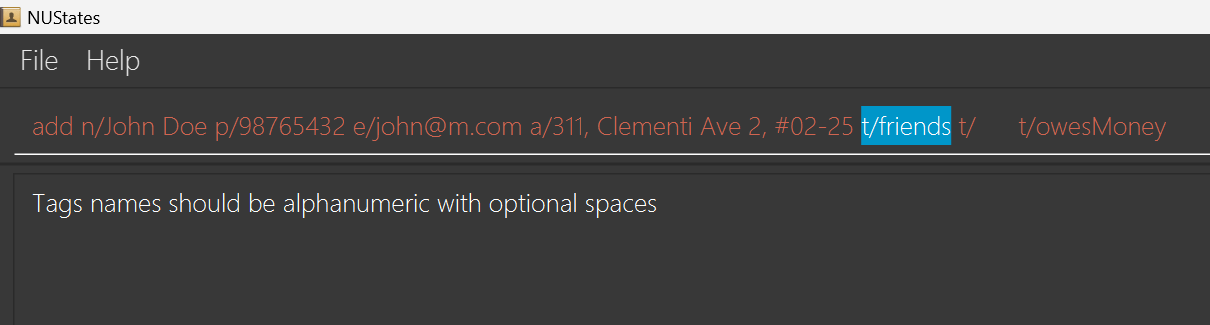 NUStates
File Help
add n/John Doe p/98765432 e/john@m.com a/311, Clementi Ave 2, #02-25 t/friends t/      t/owesMoney
Tags names should be alphanumeric with optional spaces